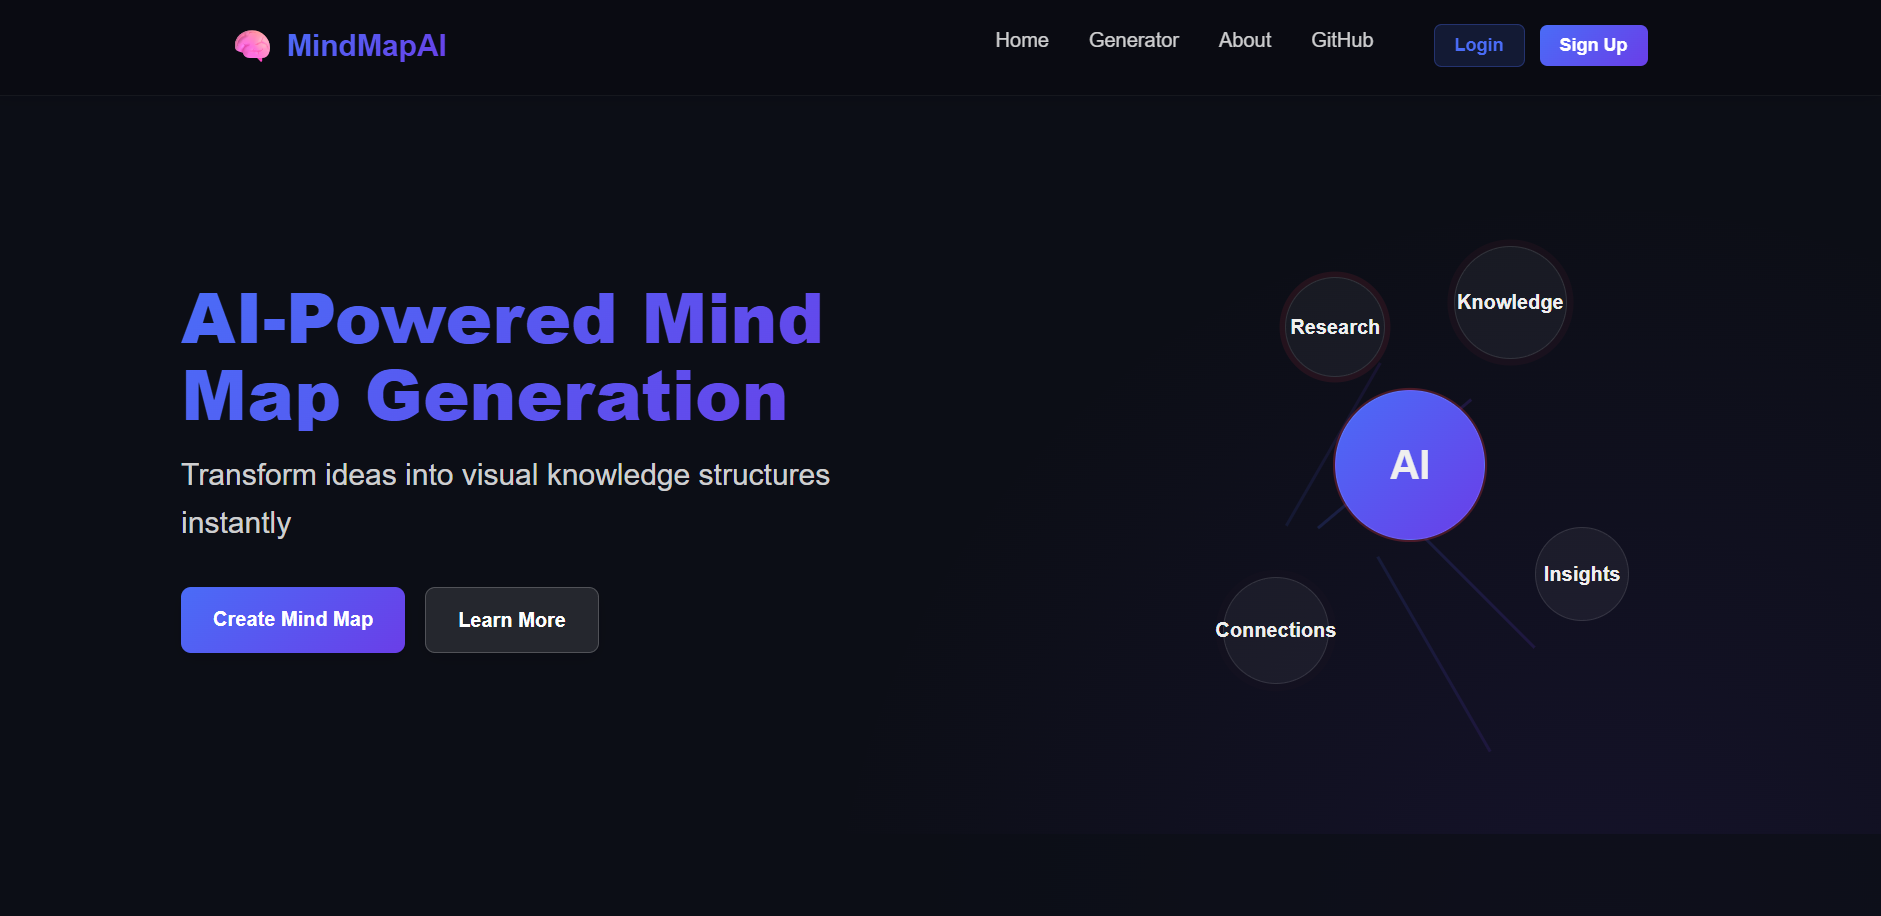 MindMapAI
Home
Generator
About
GitHub
Login
Sign Up
AI-Powered Mind
Map Generation
Transform ideas into visual knowledge structures
instantly
Create Mind Map
Learn More
Research
Knowledge
AI
Insights
Connections